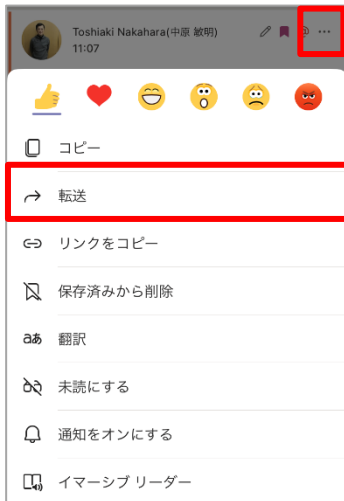 Toshiaki Nakahara(中原 敏明)
11:07
コピー
転送
リンクをコピー
保存済みから削除
aあ 翻訳
未読にする
通知をオンにする
イマーシブ リーダー